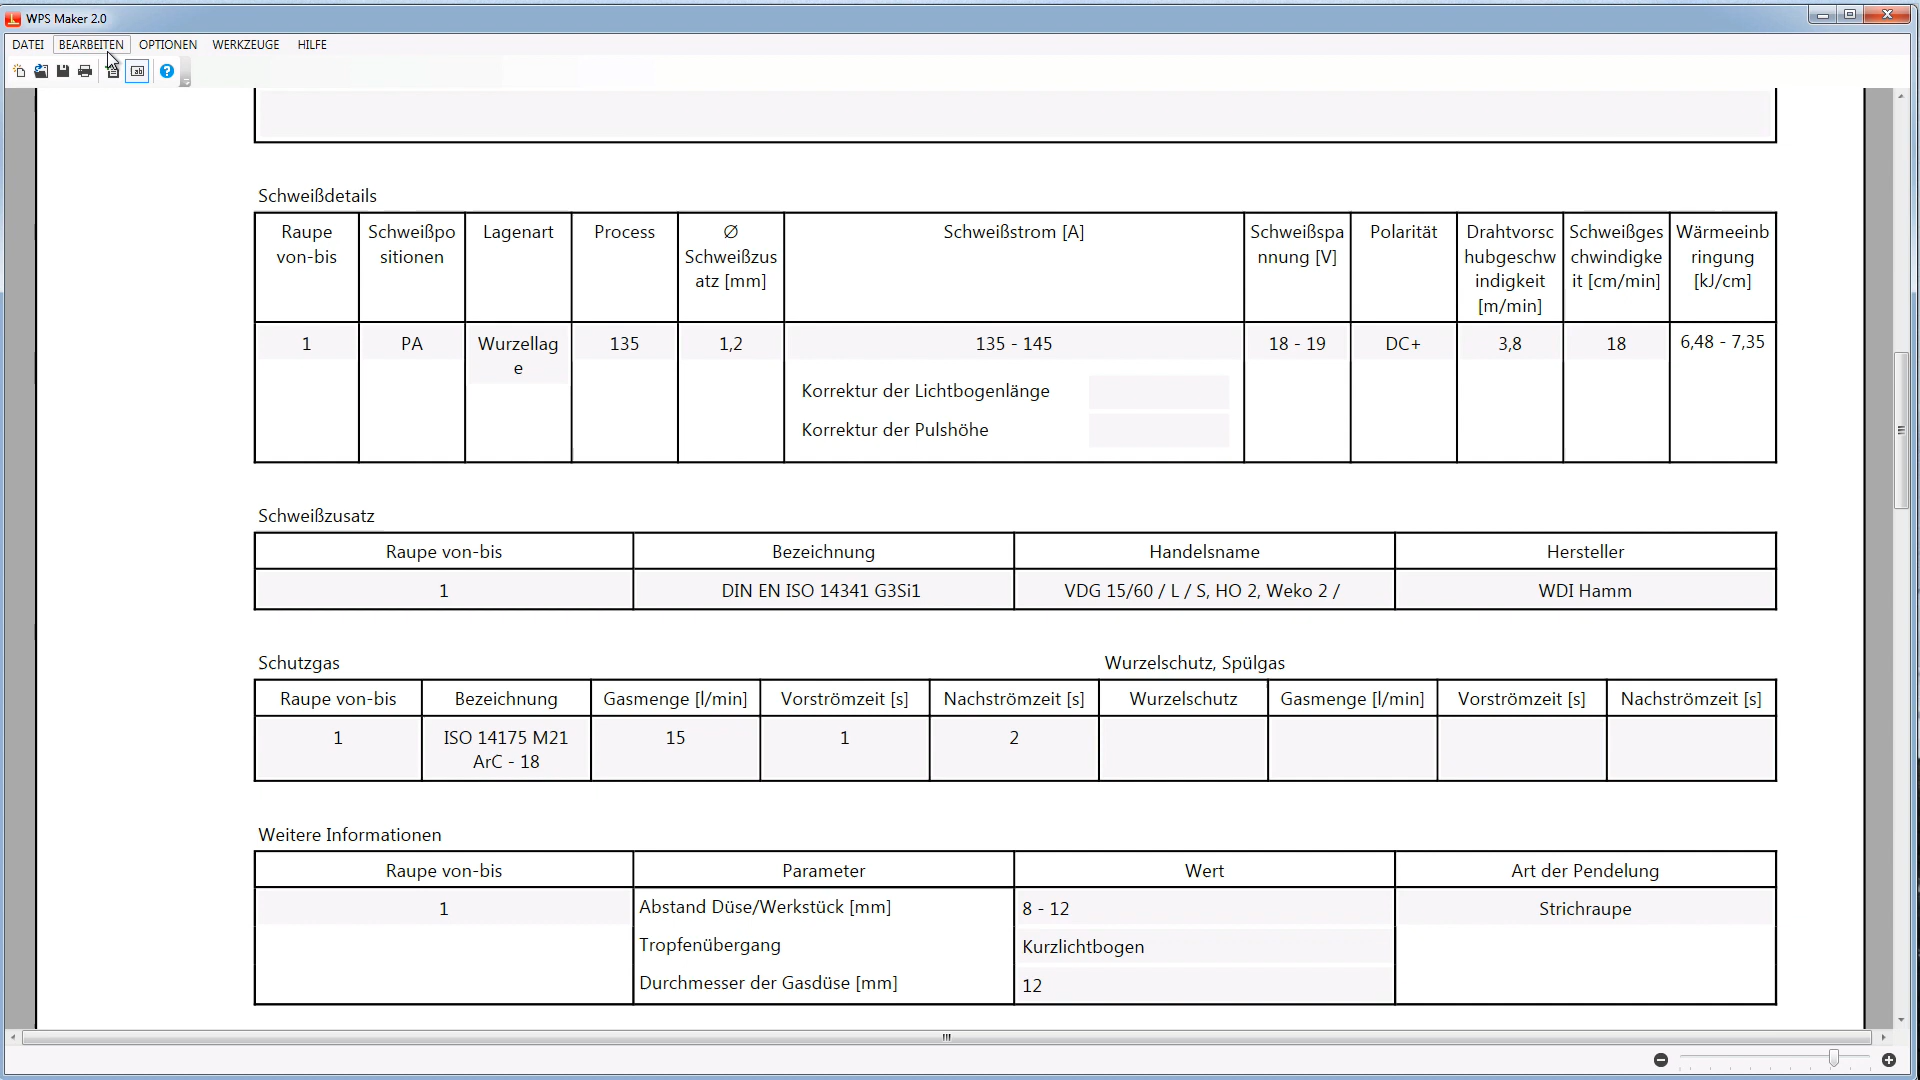 WPS Maker 2.0
DATEI BEARBEITEN OPTIONEN WERKZEUGE HILFE
Schweißdetails
Raupe von-bis
Schweißpo sitionen
Lagenart
Process
Ø Schweißzus atz [mm]
Schweißstrom [A]
Schweißspa nnung [V]
Polarität
Drahtvorsc hubgeschw indigkeit [m/min]
Schweißges chwindigke it [cm/min]
Wärmeeinb ringung [kJ/cm]
1 PA Wurzellag e 135 1,2 135 - 145 18 - 19 DC+ 3,8 18 6,48 - 7,35
Korrektur der Lichtbogenlänge
Korrektur der Pulshöhe
Schweißzusatz
Raupe von-bis Bezeichnung Handelsname Hersteller
1 DIN EN ISO 14341 G3Si1 VDG 15/60 / L / S, HO 2, Weko 2 / WDI Hamm
Schutzgas Wurzelschutz, Spülgas
Raupe von-bis Bezeichnung Gasmenge [l/min] Vorströmzeit [s] Nachströmzeit [s] Wurzelschutz Gasmenge [l/min] Vorströmzeit [s] Nachströmzeit [s]
1 ISO 14175 M21 15 1 2
ArC - 18
Weitere Informationen
Raupe von-bis Parameter Wert Art der Pendelung
1 Abstand Düse/Werkstück [mm] 8 - 12 Strichraupe
Tropfenübergang Kurzlichtbogen
Durchmesser der Gasdüse [mm] 12